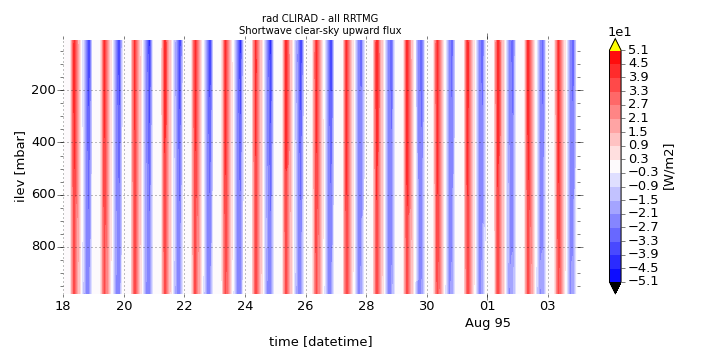 rad CLIRAD - all RRTMG
Shortwave clear-sky upward flux
1e1
5.1
4.5
3.9
3.3
2.7
2.1
1.5
0.9
0.3
−0.3
−0.9
−1.5
−2.1
−2.7
−3.3
−3.9
−4.5
−5.1
[W/m2]
ilev [mbar]
200
400
600
800
18 20 22 24 26 28 30 01 03
Aug 95
time [datetime]